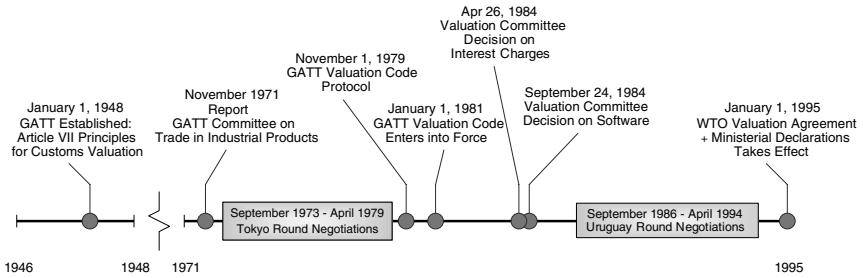 Apr 26, 1984
Valuation Committee
Decision on
Interest Charges
November 1, 1979
GATT Valuation Code
Protocol
November 1971
Report
GATT Committee on
Trade in Industrial Products
September 24, 1984
Valuation Committee
Decision on Software
January 1, 1948
GATT Established:
Article VII Principles
for Customs Valuation
January 1, 1981
GATT Valuation Code
Enters into Force
January 1, 1995
WTO Valuation Agreement
+ Ministerial Declarations
Takes Effect
September 1973 - April 1979
Tokyo Round Negotiations
September 1986 - April 1994
Uruguay Round Negotiations
1946
1948
1971
1995